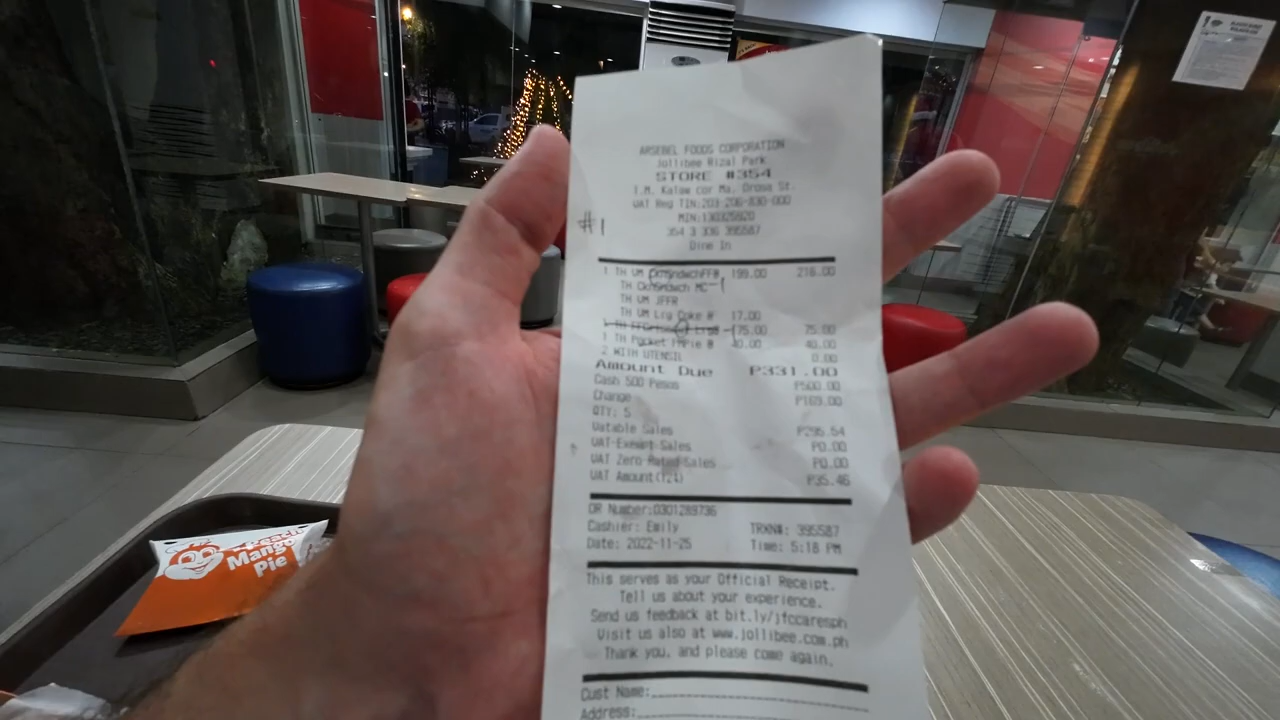 ARSEBEL FOODS CORPORATION
Jollibee Rizal Park
STORE #354
T.M. Kalaw cor Ma. Orosa St.
VAT Reg TIN:203-206-830-000
MIN:130326820
354 3 336 395587
Dine In
#1
1 TH UM CknSndwchFF# 199.00 216.00
TH CknSndwch MC
TH UM JFFR
TH UM Lrg Coke # 17.00
75.00 75.00
1 TH Pocket FMPie B 40.00 40.00
2 WITH UTENSIL 0.00
Amount Due P331.00
Cash 500 Pesos P500.00
Change P169.00
QTY: 5
Vatable Sales P295.54
VAT-Exempt Sales P0.00
VAT Zero Rated Sales P0.00
VAT Amount(12%) P35.46
OR Number:0301289736
Cashier: Emily TRXN#: 395587
Date: 2022-11-25 Time: 5:18 PM
This serves as your Official Receipt.
Tell us about your experience.
Send us feedback at bit.ly/jfccaresph
Visit us also at www.jollibee.com.ph
Thank you, and please come again.
Cust Name:
Address:
Peach
Mango
Pie